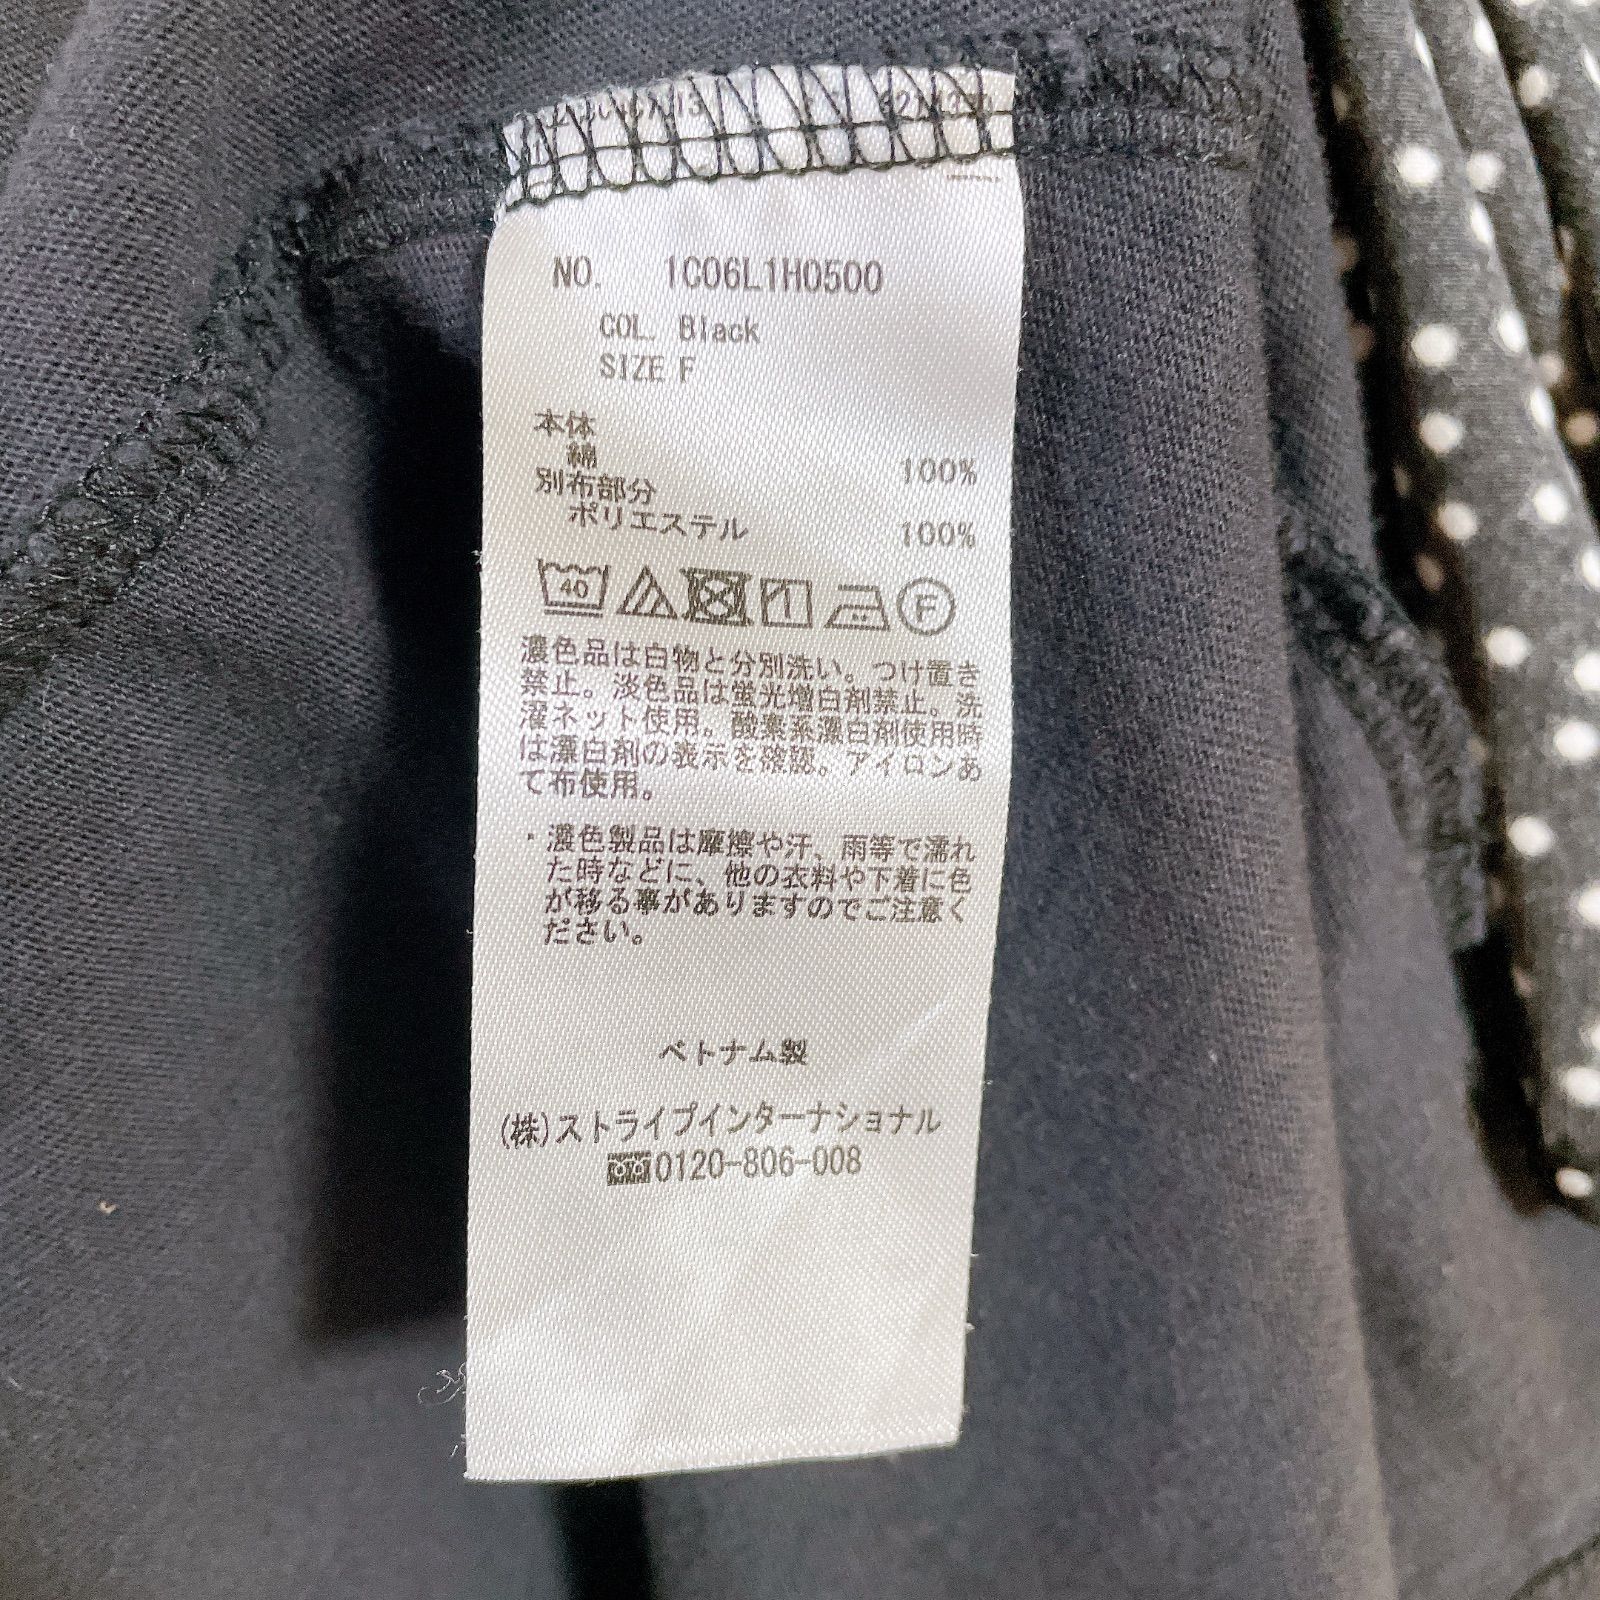 NO. 1C06L1H0500
COL. Black
SIZE F
本体
綿 100%
別布部分
ポリエステル 100%
40 F
濃色品は白物と分別洗い。つけ置き
禁止。淡色品は蛍光増白剤禁止。洗
濯ネット使用。酸素系漂白剤使用時
は漂白剤の表示を確認。アイロンあ
て布使用。
・濃色製品は摩擦や汗、雨等で濡れ
た時などに、他の衣料や下着に色
が移る事がありますのでご注意く
ださい。
ベトナム製
(株)ストライプインターナショナル
0120-806-008